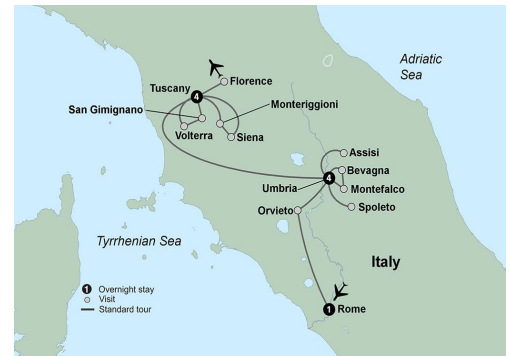 Adriatic
Sea
Florence
Tuscany
4
San Gimignano
Monteriggioni
Volterra
Siena
Assisi
Bevagna
4
Umbria
Montefalco
Orvieto
Spoleto
Tyrrhenian Sea
Italy
1 Overnight stay
Visit
Standard tour
1 Rome